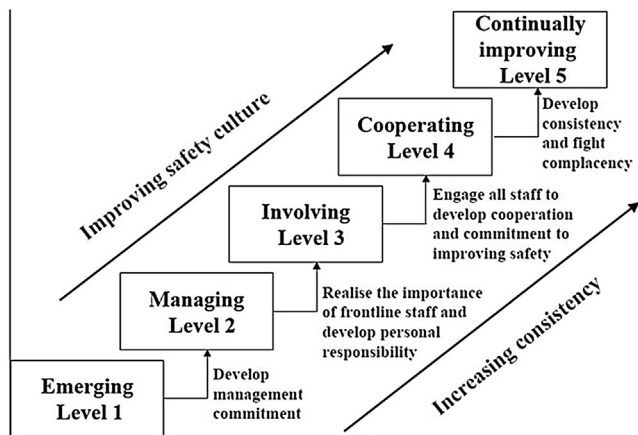 Continually
improving
Level 5
Improving safety culture
Develop
consistency
and fight
complacency
Cooperating
Level 4
Engage all staff to
develop cooperation
and commitment to
improving safety
Involving
Level 3
Realise the importance
of frontline staff and
develop personal
responsibility
Managing
Level 2
Increasing consistency
Develop
management
commitment
Emerging
Level 1